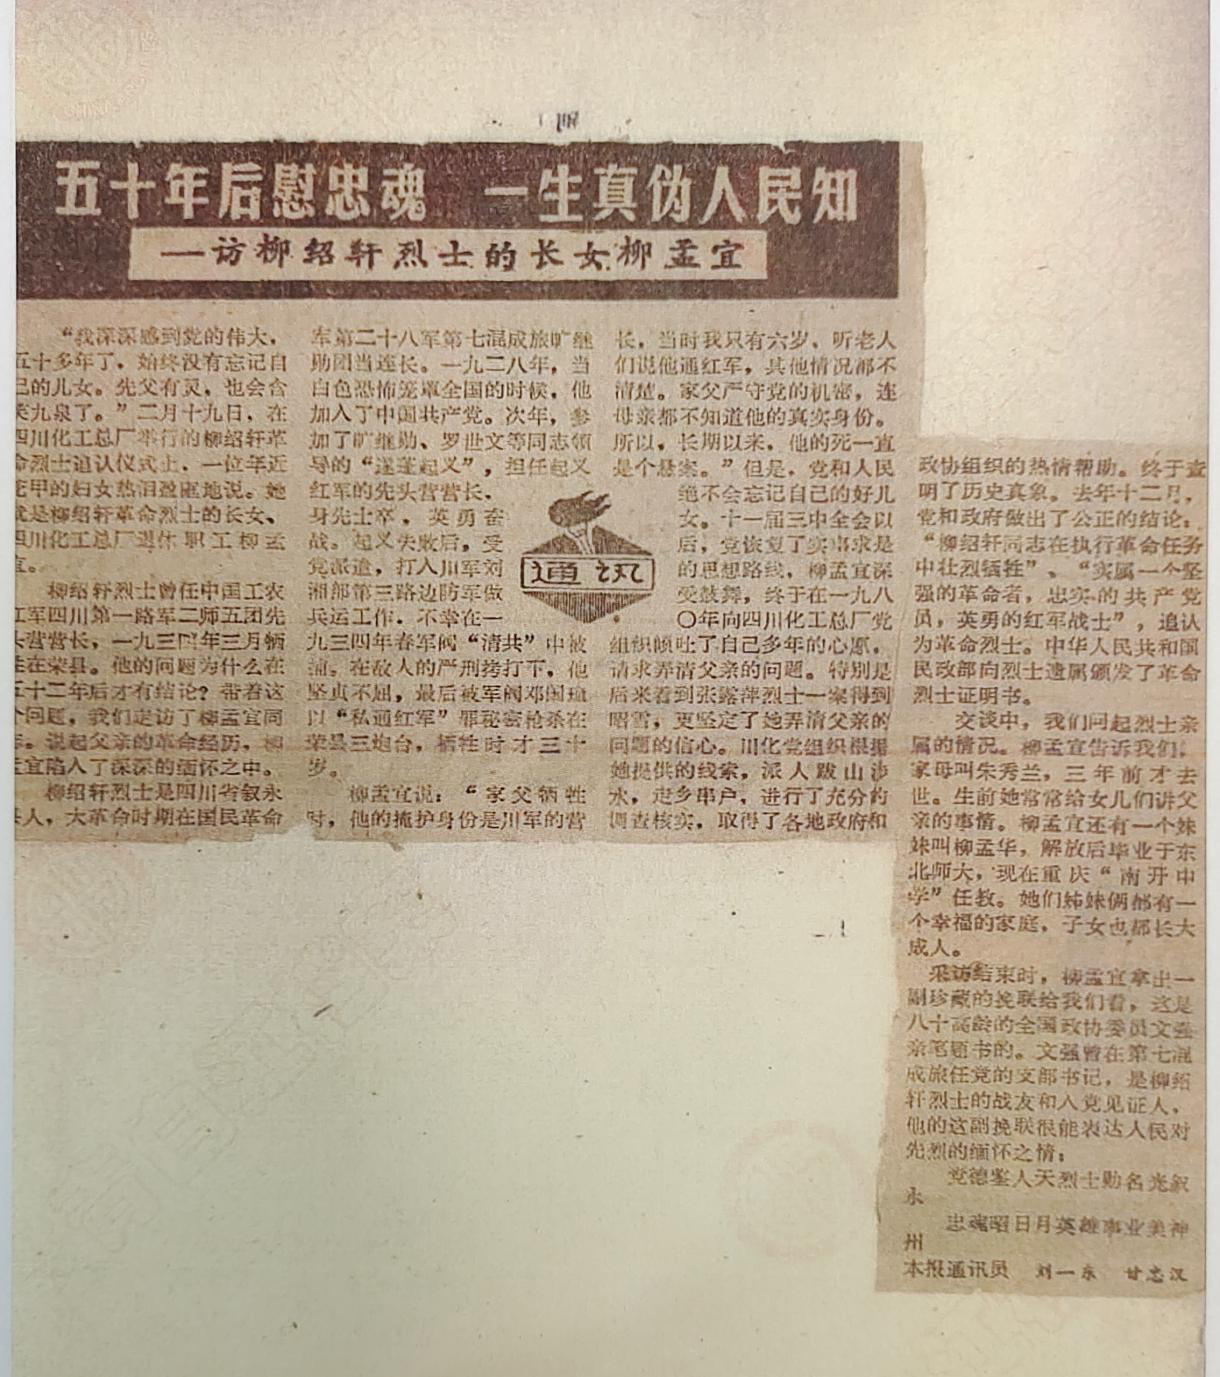 五十年后慰忠魂 一生真伪人民知
——访柳绍轩烈士的长女柳孟宜
“我深深感到党的伟大，
五十多年了，始终没有忘记自
己的儿女。先父有灵，也会含
笑九泉了。”二月十九日，在
四川化工总厂举行的柳绍轩革
命烈士追认仪式上，一位年近
花甲的妇女热泪盈眶地说。她
就是柳绍轩革命烈士的长女、
四川化工总厂退休职工柳孟
宜。
柳绍轩烈士曾任中国工农
红军四川第一路军二师五团先
头营营长，一九三四年三月牺
牲在荣县。他的问题为什么在
五十二年后才有结论？带着这
个问题，我们走访了柳孟宜同
志。说起父亲的革命经历，柳
孟宜陷入了深深的缅怀之中。
柳绍轩烈士是四川省叙永
县人，大革命时期在国民革命
军第二十八军第七混成旅旷继
勋团当连长。一九二八年，当
白色恐怖笼罩全国的时候，他
加入了中国共产党。次年，参
加了旷继勋、罗世文等同志领
导的“遂蓬起义”，担任起义
红军的先头营营长，
身先士卒，英勇奋
战。起义失败后，受
党派遣，打入川军刘
湘部第三路边防军做
兵运工作。不幸在一
九三四年春军阀“清共”中被
捕。在敌人的严刑拷打下，他
坚贞不屈，最后被军阀邓国璋
以“私通红军”罪秘密枪杀在
荣县三炮台，牺牲时才三十
岁。
柳孟宜说：“家父牺牲
时，他的掩护身份是川军的营
通讯
长，当时我只有六岁，听老人
们说他通红军，其他情况都不
清楚。家父严守党的机密，连
母亲都不知道他的真实身份。
所以，长期以来，他的死一直
是个悬案。”但是，党和人民
绝不会忘记自己的好儿
女。十一届三中全会以
后，党恢复了实事求是
的思想路线，柳孟宜深
受鼓舞，终于在一九八
〇年向四川化工总厂党
组织倾吐了自己多年的心愿，
请求弄清父亲的问题。特别是
后来看到张露萍烈士一案得到
昭雪，更坚定了她弄清父亲的
问题的信心。川化党组织根据
她提供的线索，派人跋山涉
水，走乡串户，进行了充分的
调查核实，取得了各地政府和
政协组织的热情帮助。终于查
明了历史真象。去年十二月，
党和政府做出了公正的结论：
“柳绍轩同志在执行革命任务
中壮烈牺牲”、“实属一个坚
强的革命者，忠实的共产党
员，英勇的红军战士”，追认
为革命烈士。中华人民共和国
民政部向烈士遗属颁发了革命
烈士证明书。
交谈中，我们问起烈士亲
属的情况。柳孟宜告诉我们：
家母叫朱秀兰，三年前才去
世。生前她常常给女儿们讲父
亲的事情。柳孟宜还有一个妹
妹叫柳孟华，解放后毕业于东
北师大，现在重庆“南开中
学”任教。她们姊妹俩都有一
个幸福的家庭，子女也都长大
成人。
采访结束时，柳孟宜拿出一
副珍藏的挽联给我们看，这是
八十高龄的全国政协委员文强
亲笔题书的。文强曾在第七混
成旅任党的支部书记，是柳绍
轩烈士的战友和入党见证人，
他的这副挽联很能表达人民对
先烈的缅怀之情：
党德鉴人天烈士勋名光叙
永
忠魂昭日月英雄事业美神
州
本报通讯员 刘一东 甘志汉